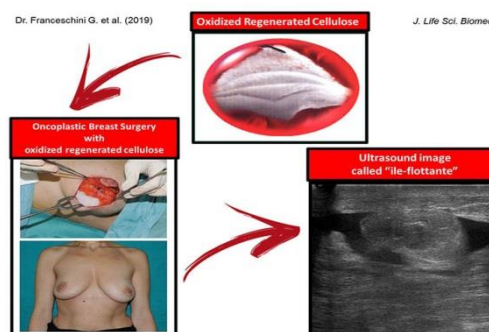 Dr. Franceschini G. et al. (2019)
J. Life Sci. Biomed
Oxidized Regenerated Cellulose
Oncoplastic Breast Surgery
with
oxidized regenerated cellulose
Ultrasound image
called "ile-flottante"